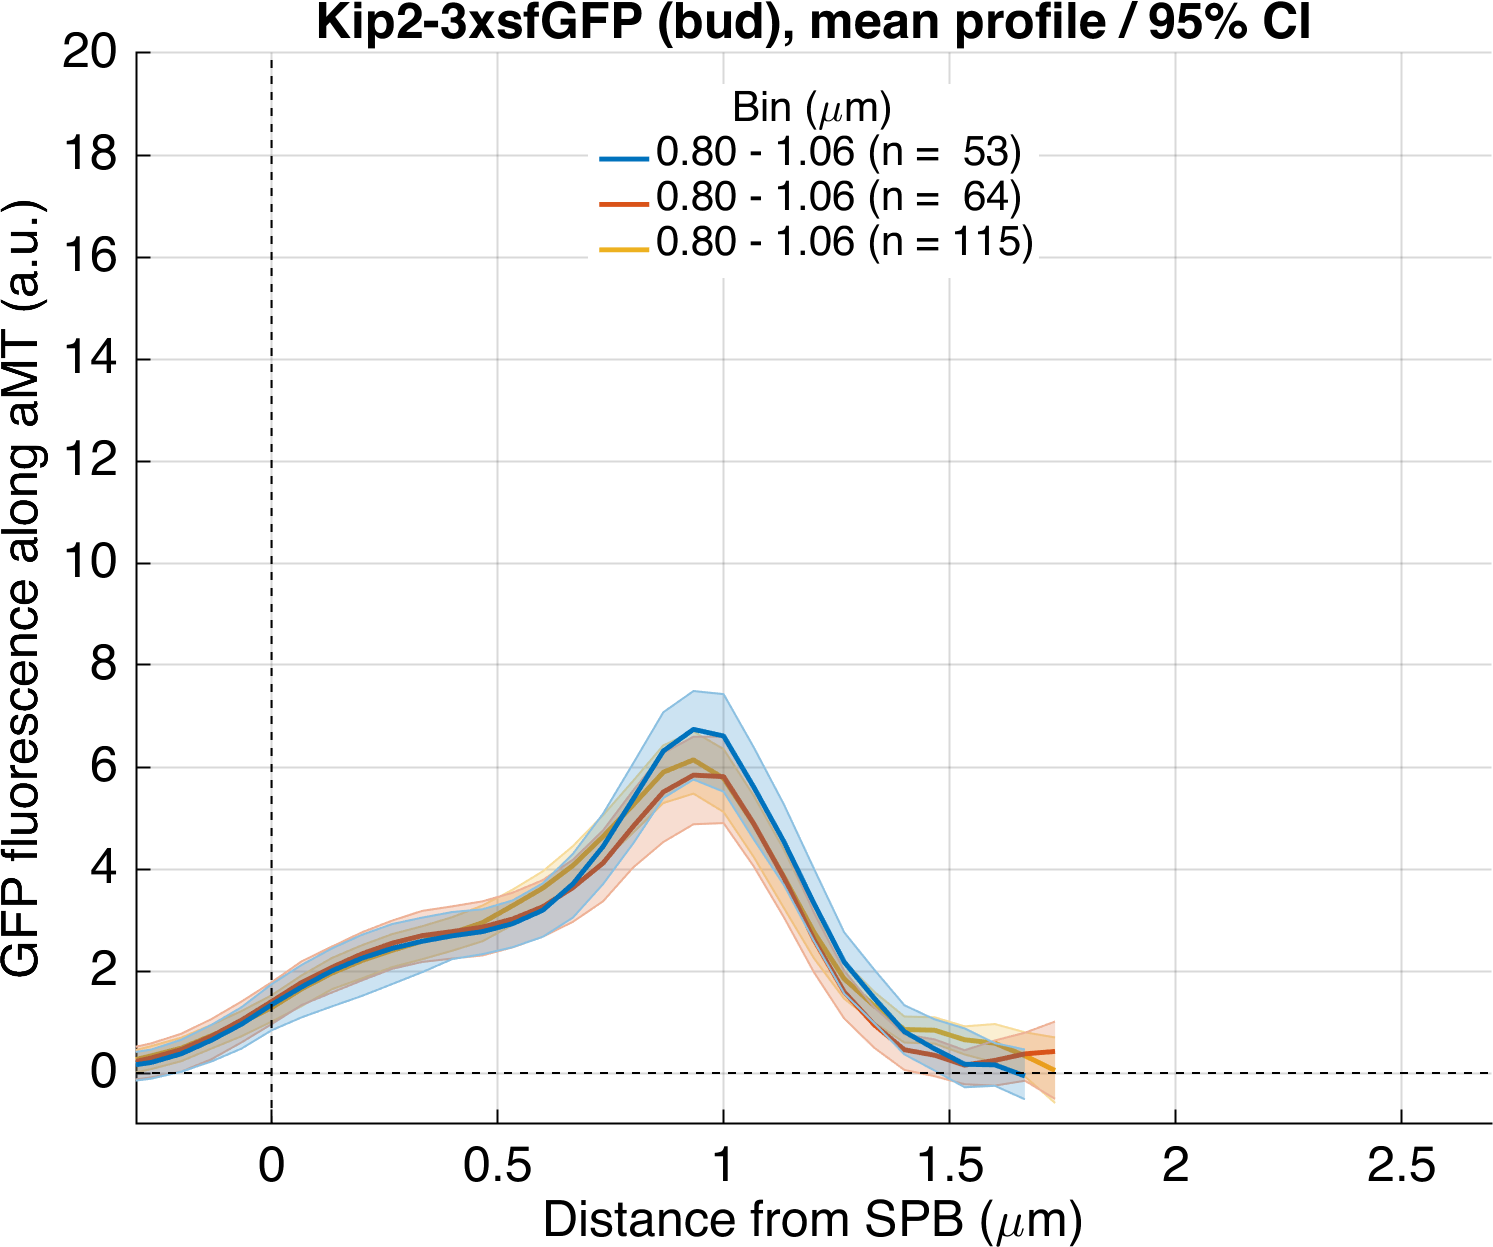 Kip2-3xsfGFP (bud), mean profile / 95% CI
GFP fluorescence along aMT (a.u.)
20
18
16
14
12
10
8
6
4
2
0
Bin (μm)
0.80 - 1.06 (n = 53)
0.80 - 1.06 (n = 64)
0.80 - 1.06 (n = 115)
0 0.5 1 1.5 2 2.5
Distance from SPB (μm)